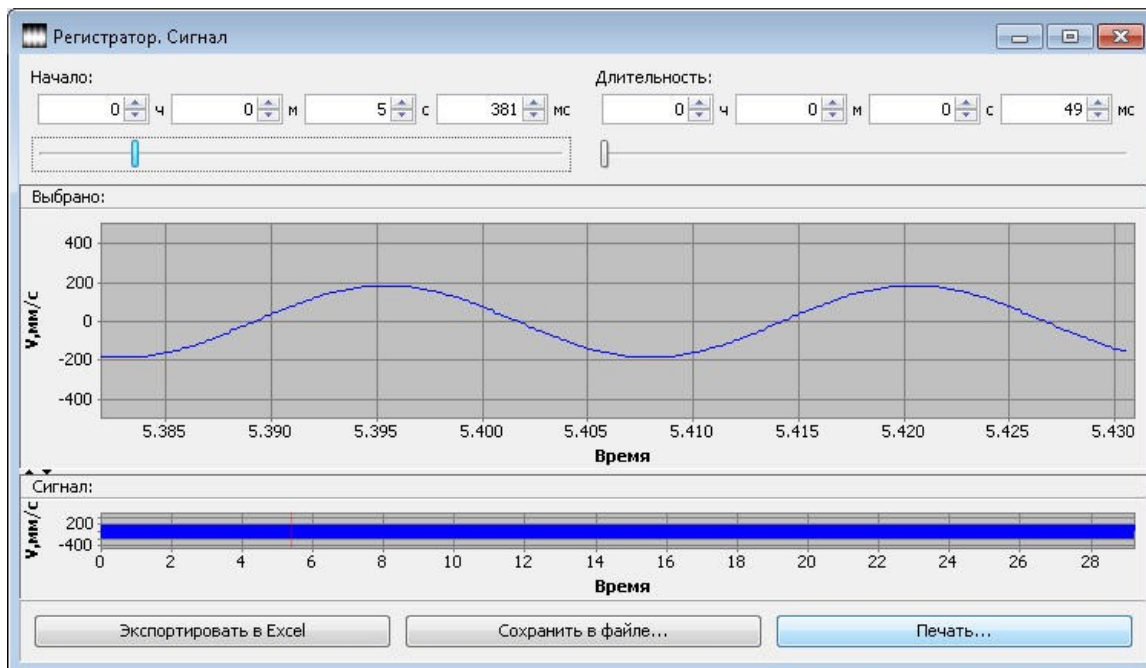 Регистратор. Сигнал
Начало:
Длительность:
0 ч 0 м 5 с 381 мс
0 ч 0 м 0 с 49 мс
Выбрано:
V,мм/с
400
200
0
-200
-400
5.385 5.390 5.395 5.400 5.405 5.410 5.415 5.420 5.425 5.430
Время
Сигнал:
V,мм/с
200
-400
0 2 4 6 8 10 12 14 16 18 20 22 24 26 28
Время
Экспортировать в Excel
Сохранить в файле...
Печать...